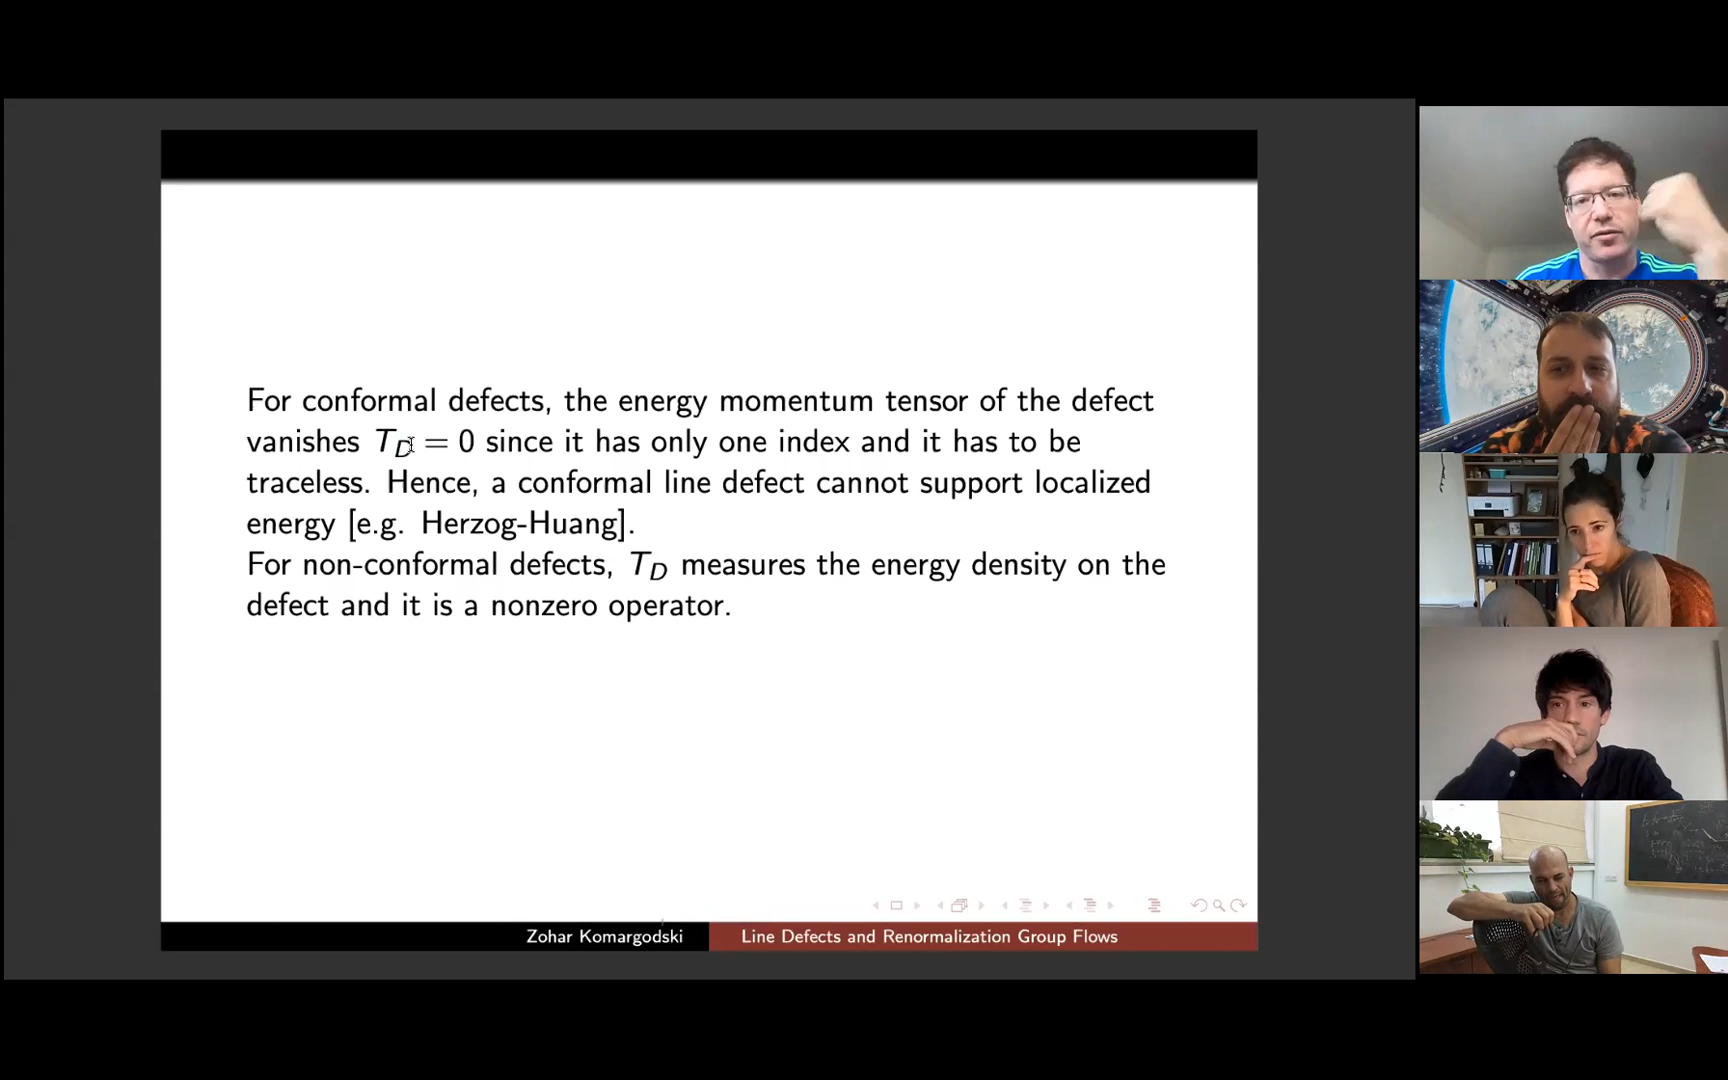 For conformal defects, the energy momentum tensor of the defect
vanishes T_D = 0 since it has only one index and it has to be
traceless. Hence, a conformal line defect cannot support localized
energy [e.g. Herzog-Huang].
For non-conformal defects, T_D measures the energy density on the
defect and it is a nonzero operator.
Zohar Komargodski
Line Defects and Renormalization Group Flows